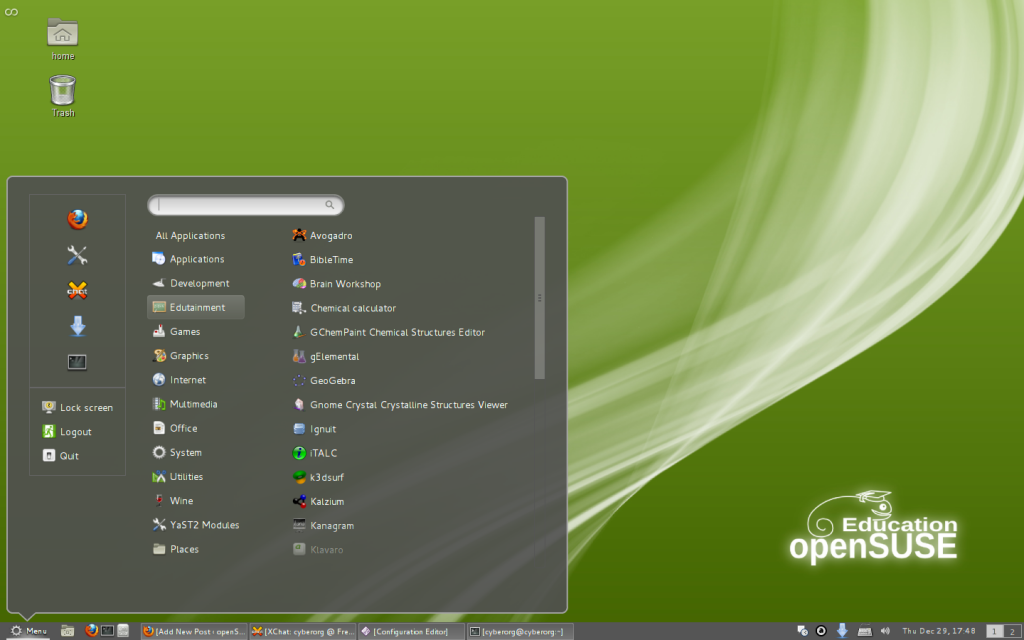 home
Trash
All Applications
Applications
Development
Edutainment
Games
Graphics
Internet
Multimedia
Office
System
Utilities
Wine
YaST2 Modules
Places
Avogadro
BibleTime
Brain Workshop
Chemical calculator
GChemPaint Chemical Structures Editor
gElemental
GeoGebra
Gnome Crystal Crystalline Structures Viewer
Ignuit
iTALC
k3dsurf
Kalzium
Kanagram
Klavaro
chat
Lock screen
Logout
Quit
Education
openSUSE
Menu
[Add New Post ‹ openS...
[XChat: cyberorg @ Fre...
[Configuration Editor]
[cyberorg@cyberorg:~]
Thu Dec 29, 17:48
1
2